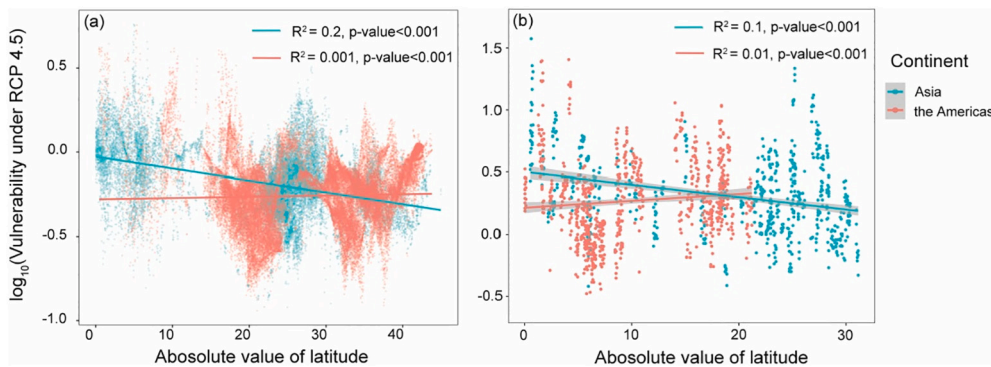 (a)
R² = 0.2, p-value<0.001
R² = 0.001, p-value<0.001
log₁₀(Vulnerability under RCP 4.5)
0.5
0.0
-0.5
-1.0
0 10 20 30 40
Abosolute value of latitude
(b)
R² = 0.1, p-value<0.001
R² = 0.01, p-value<0.001
1.5
1.0
0.5
0.0
-0.5
0 10 20 30
Abosolute value of latitude
Continent
Asia
the Americas